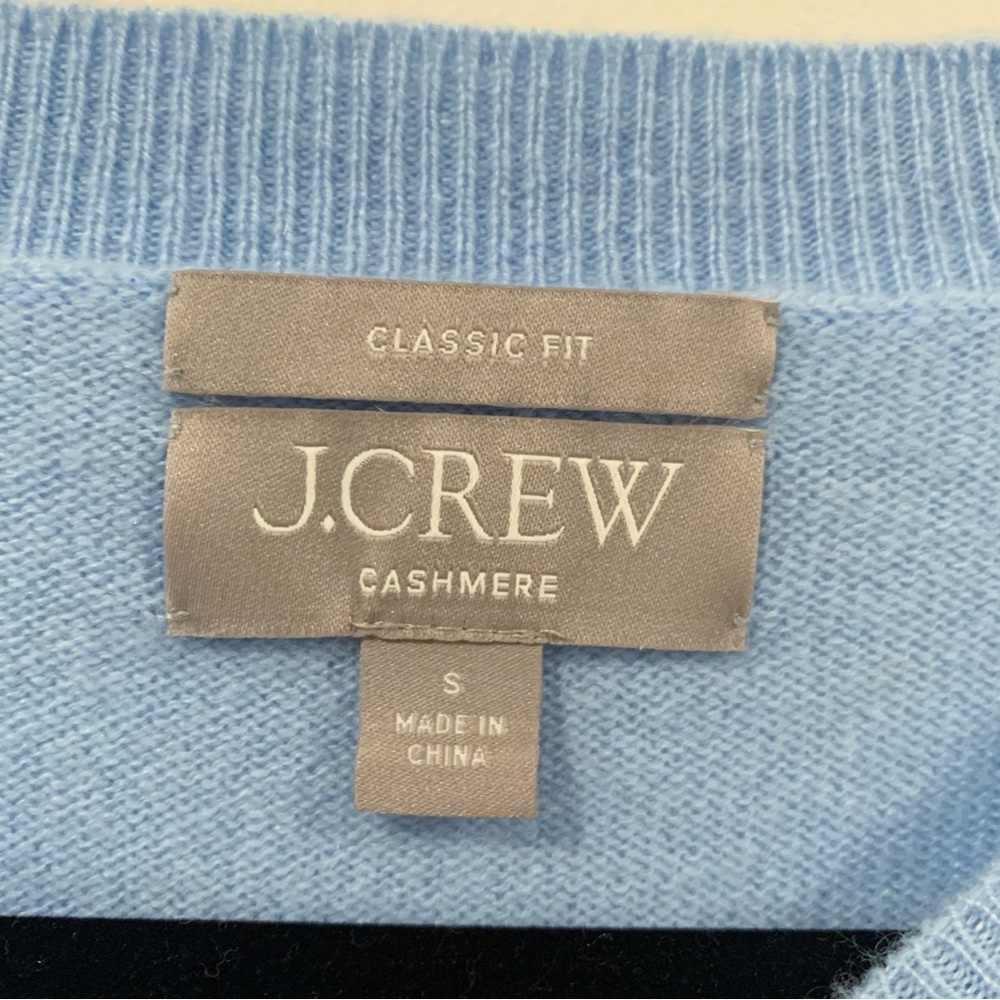 CLASSIC FIT
J.CREW
CASHMERE
S
MADE IN
CHINA